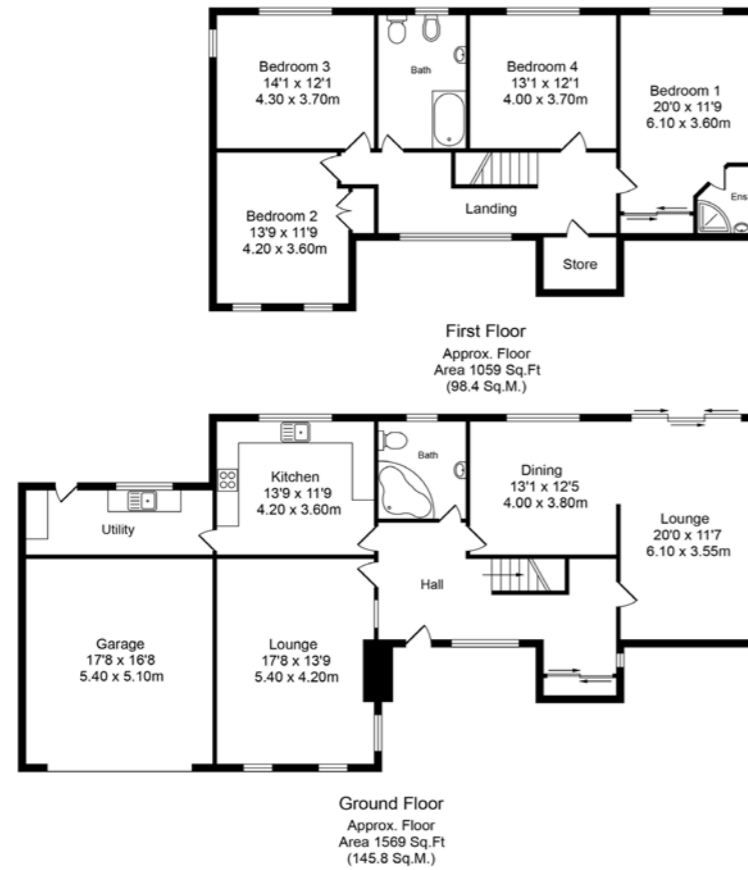 Bedroom 3
14'1 x 12'1
4.30 x 3.70m
Bath
Bedroom 4
13'1 x 12'1
4.00 x 3.70m
Bedroom 1
20'0 x 11'9
6.10 x 3.60m
Ens
Bedroom 2
13'9 x 11'9
4.20 x 3.60m
Landing
Store
First Floor
Approx. Floor
Area 1059 Sq.Ft
(98.4 Sq.M.)
Kitchen
13'9 x 11'9
4.20 x 3.60m
Bath
Dining
13'1 x 12'5
4.00 x 3.80m
Lounge
20'0 x 11'7
6.10 x 3.55m
Utility
Hall
Garage
17'8 x 16'8
5.40 x 5.10m
Lounge
17'8 x 13'9
5.40 x 4.20m
Ground Floor
Approx. Floor
Area 1569 Sq.Ft
(145.8 Sq.M.)